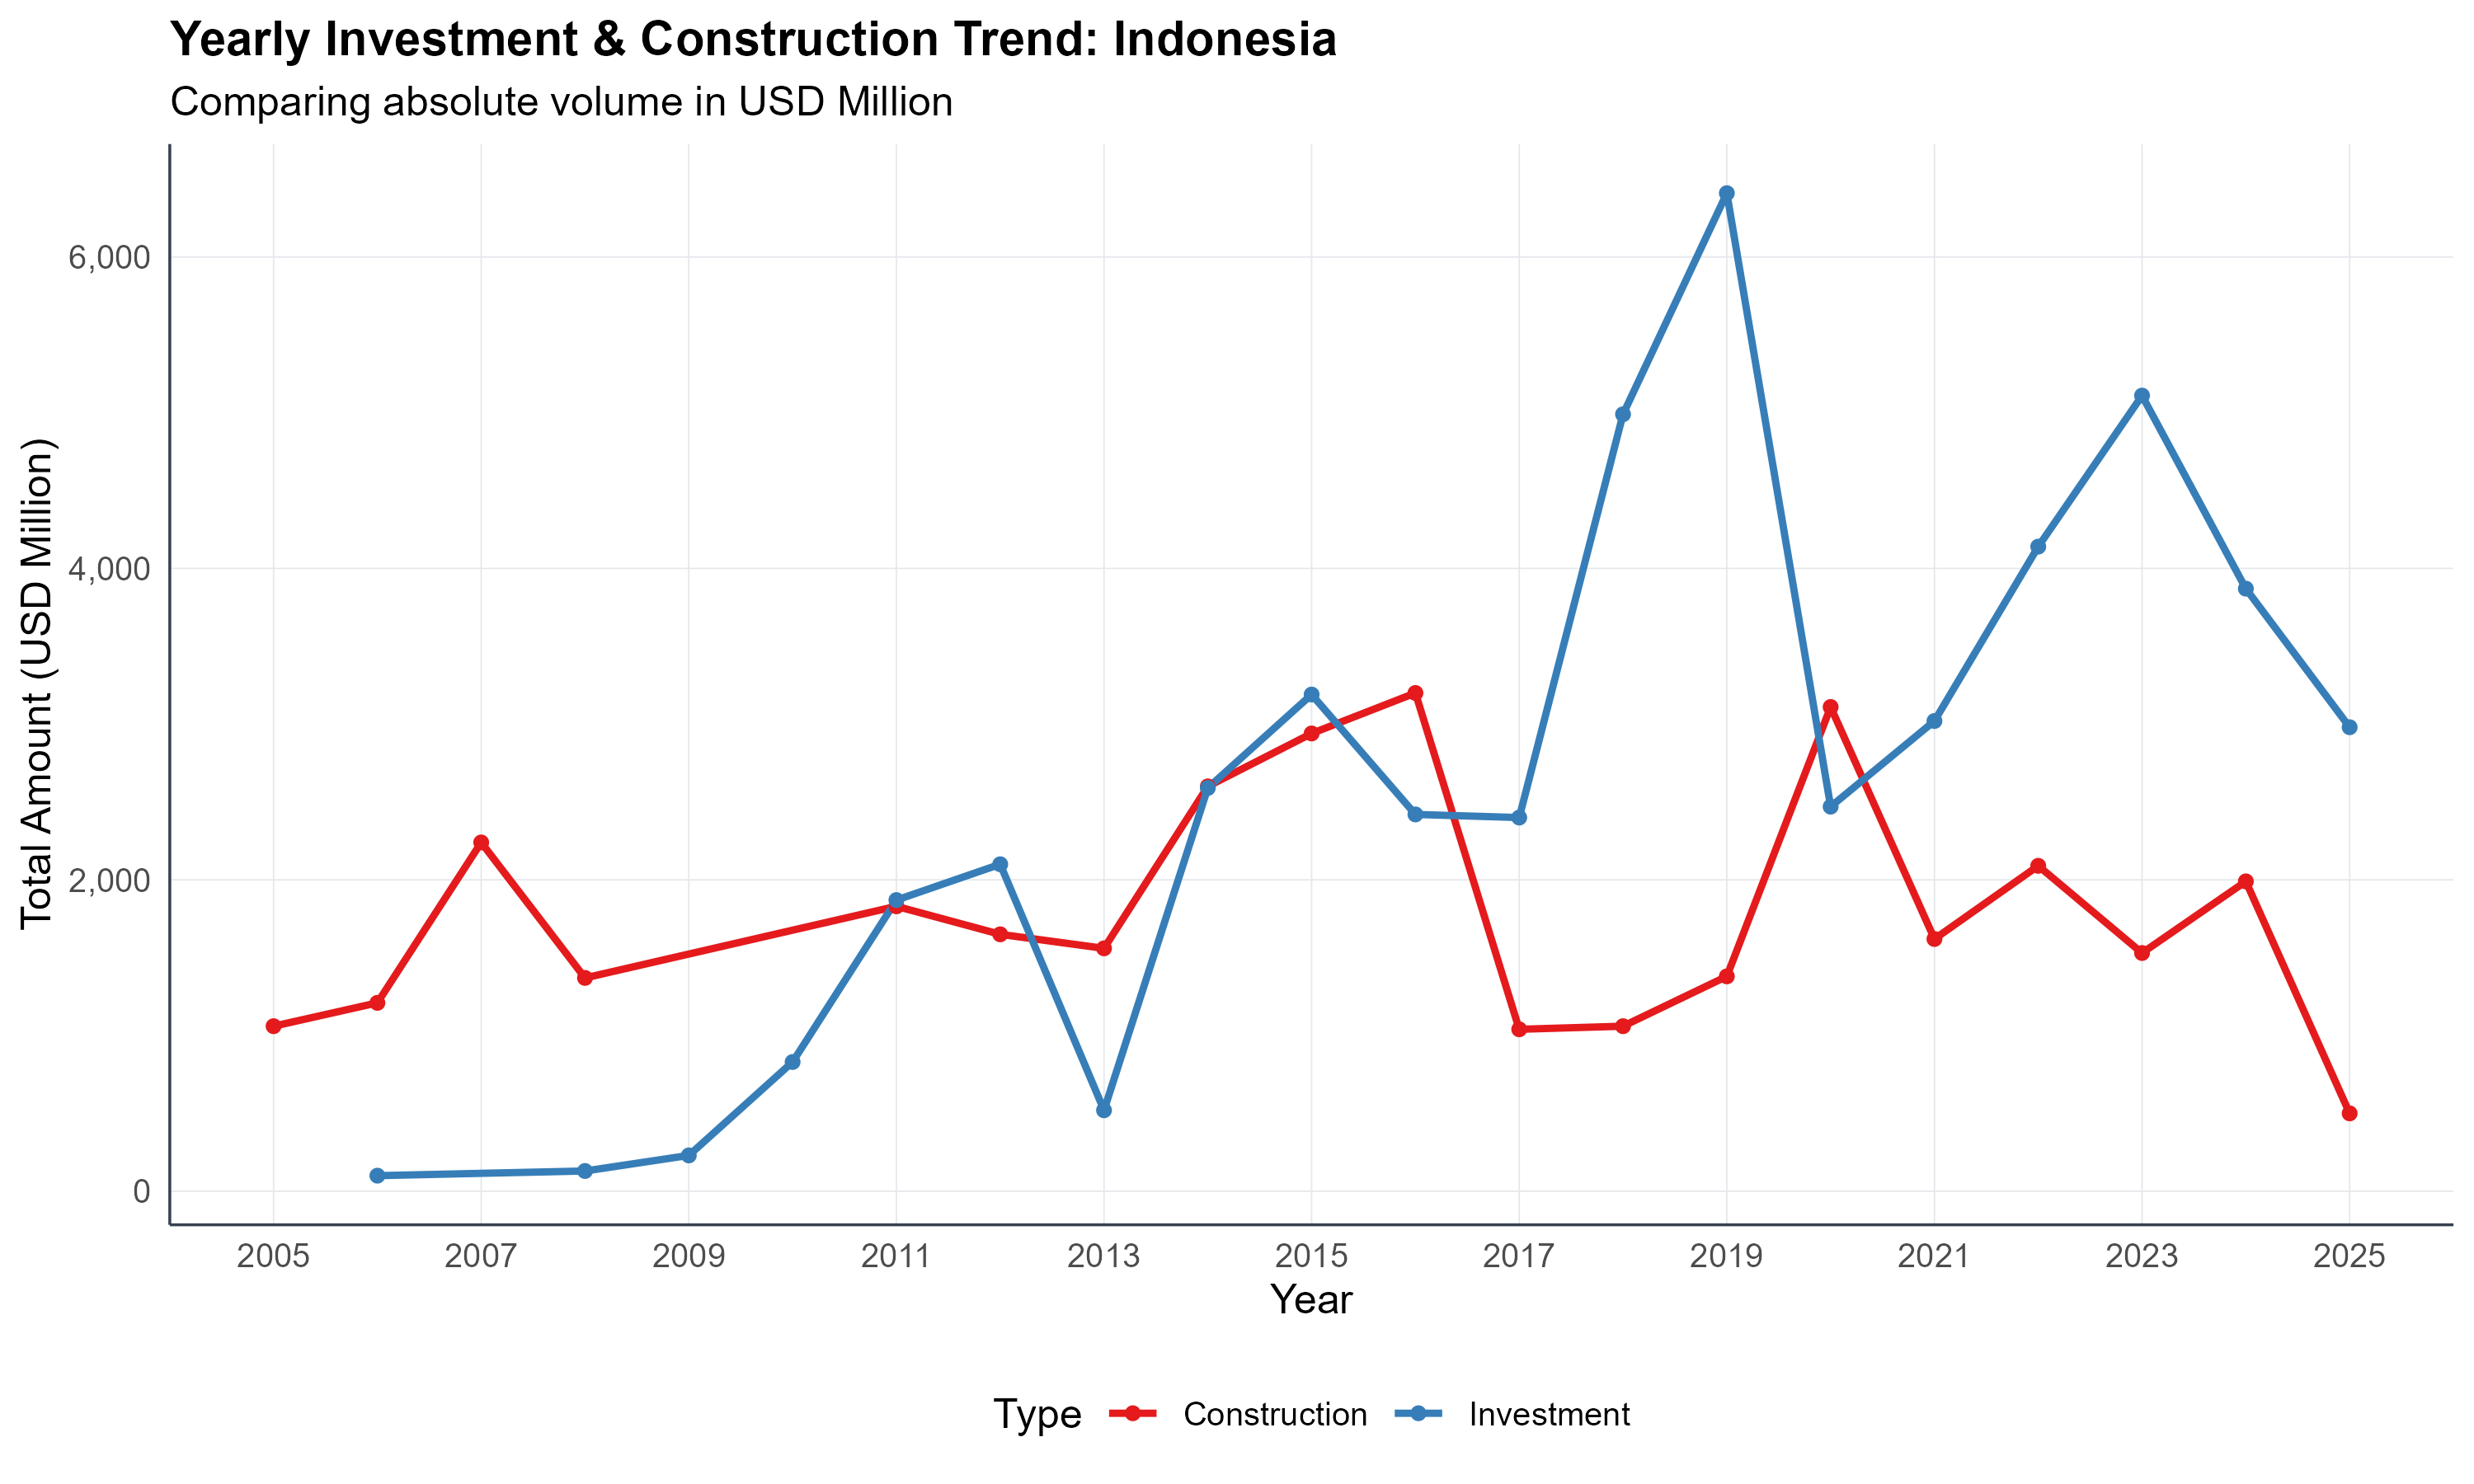 Yearly Investment & Construction Trend: Indonesia
Comparing absolute volume in USD Million
Total Amount (USD Million)
6,000
4,000
2,000
0
2005 2007 2009 2011 2013 2015 2017 2019 2021 2023 2025
Year
Type Construction Investment